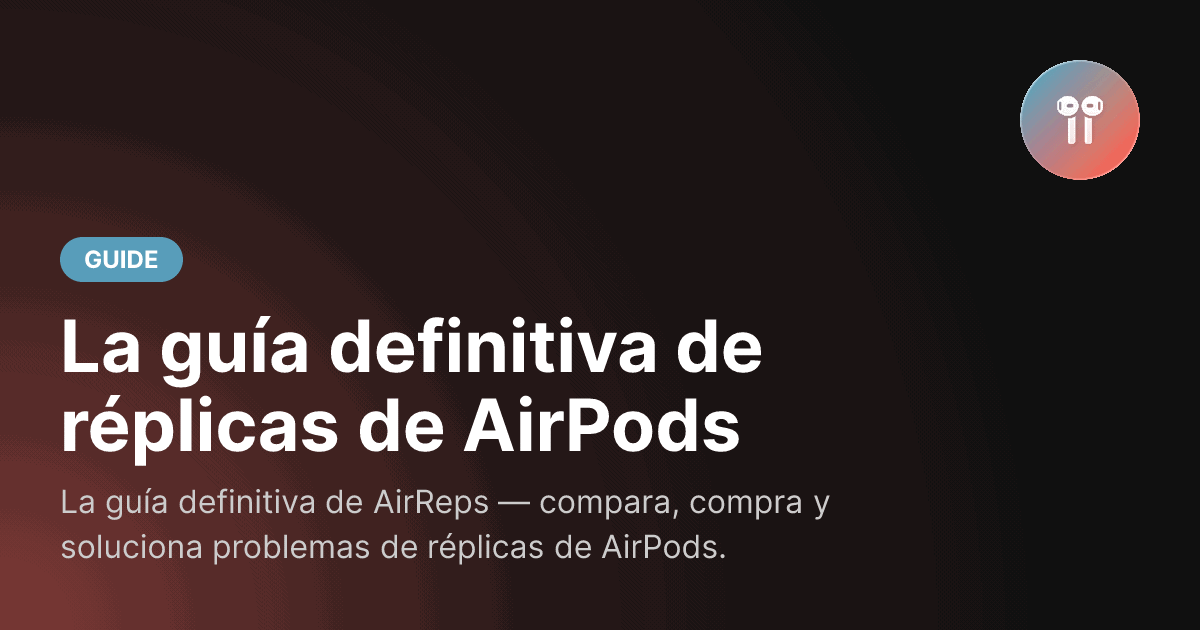 GUIDE
La guía definitiva de
réplicas de AirPods
La guía definitiva de AirReps — compara, compra y
soluciona problemas de réplicas de AirPods.